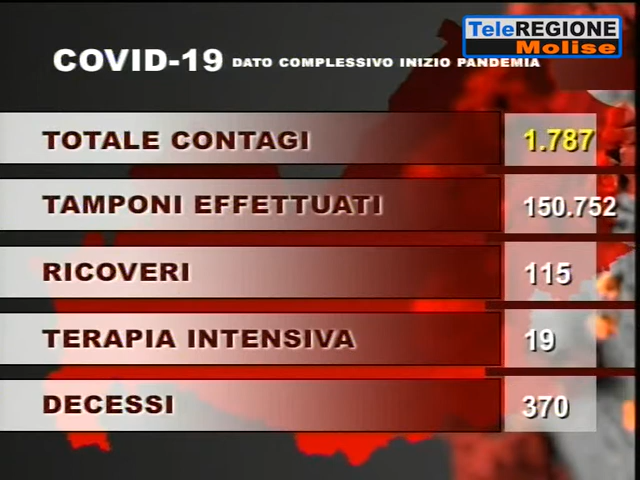 TeleREGIONE
Molise
COVID-19 DATO COMPLESSIVO INIZIO PANDEMIA
TOTALE CONTAGI 1.787
TAMPONI EFFETTUATI 150.752
RICOVERI 115
TERAPIA INTENSIVA 19
DECESSI 370